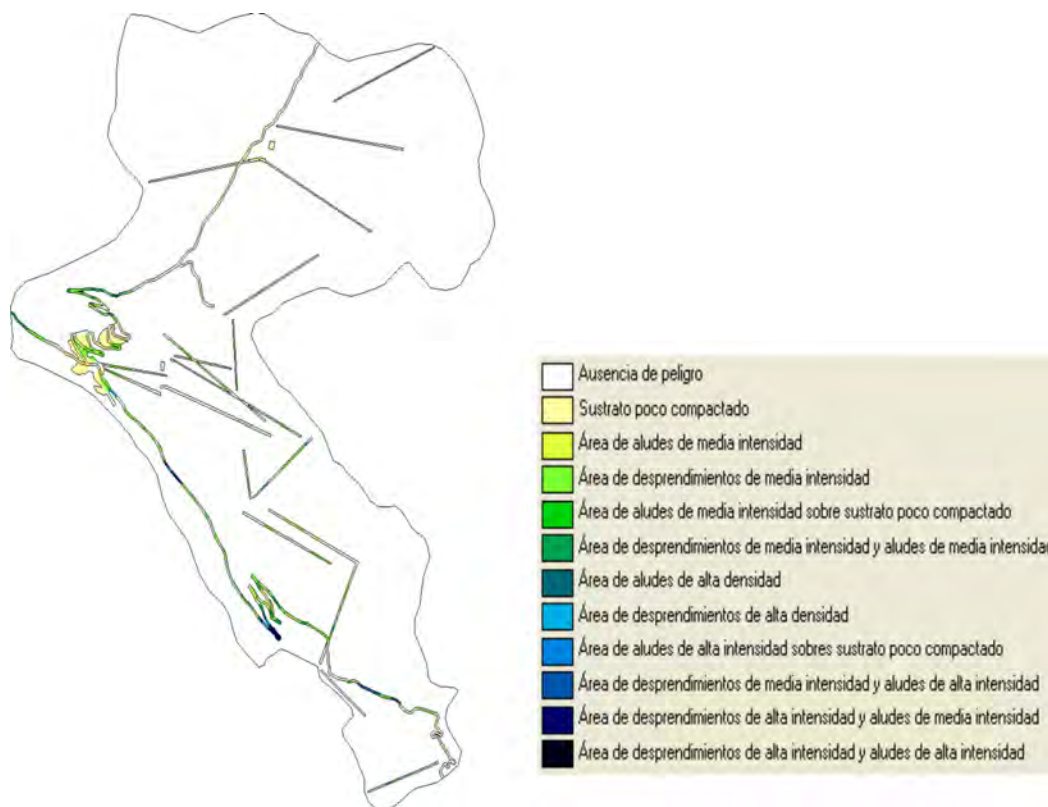 Ausencia de peligro
Sustrato poco compactado
Área de aludes de media intensidad
Área de desprendimientos de media intensidad
Área de aludes de media intensidad sobre sustrato poco compactado
Área de desprendimientos de media intensidad y aludes de media intensidad
Área de aludes de alta densidad
Área de desprendimientos de alta densidad
Área de aludes de alta intensidad sobres sustrato poco compactado
Área de desprendimientos de media intensidad y aludes de alta intensidad
Área de desprendimientos de alta intensidad y aludes de media intensidad
Área de desprendimientos de alta intensidad y aludes de alta intensidad